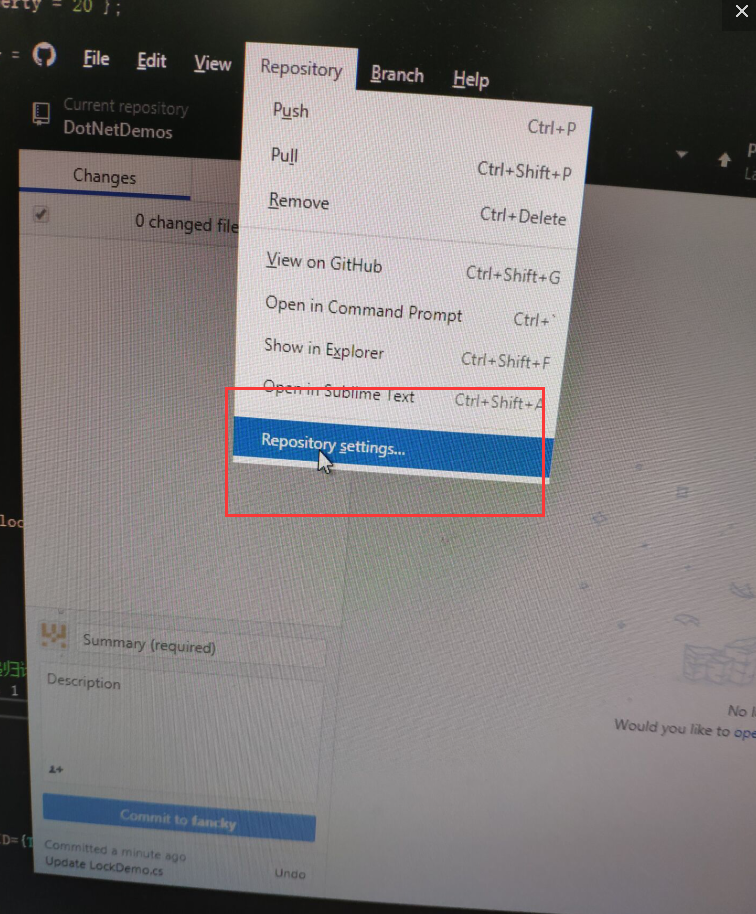 erty = 20 };
File Edit View Repository Branch Help
Current repository
DotNetDemos
Push Ctrl+P
Pull Ctrl+Shift+P
Remove Ctrl+Delete
View on GitHub Ctrl+Shift+G
Open in Command Prompt Ctrl+`
Show in Explorer Ctrl+Shift+F
Open in Sublime Text Ctrl+Shift+A
Repository settings...
Changes
0 changed file
No l
Would you like to ope
loc
1
Summary (required)
Description
Commit to fancky
Committed a minute ago
Update LockDemo.cs
Undo